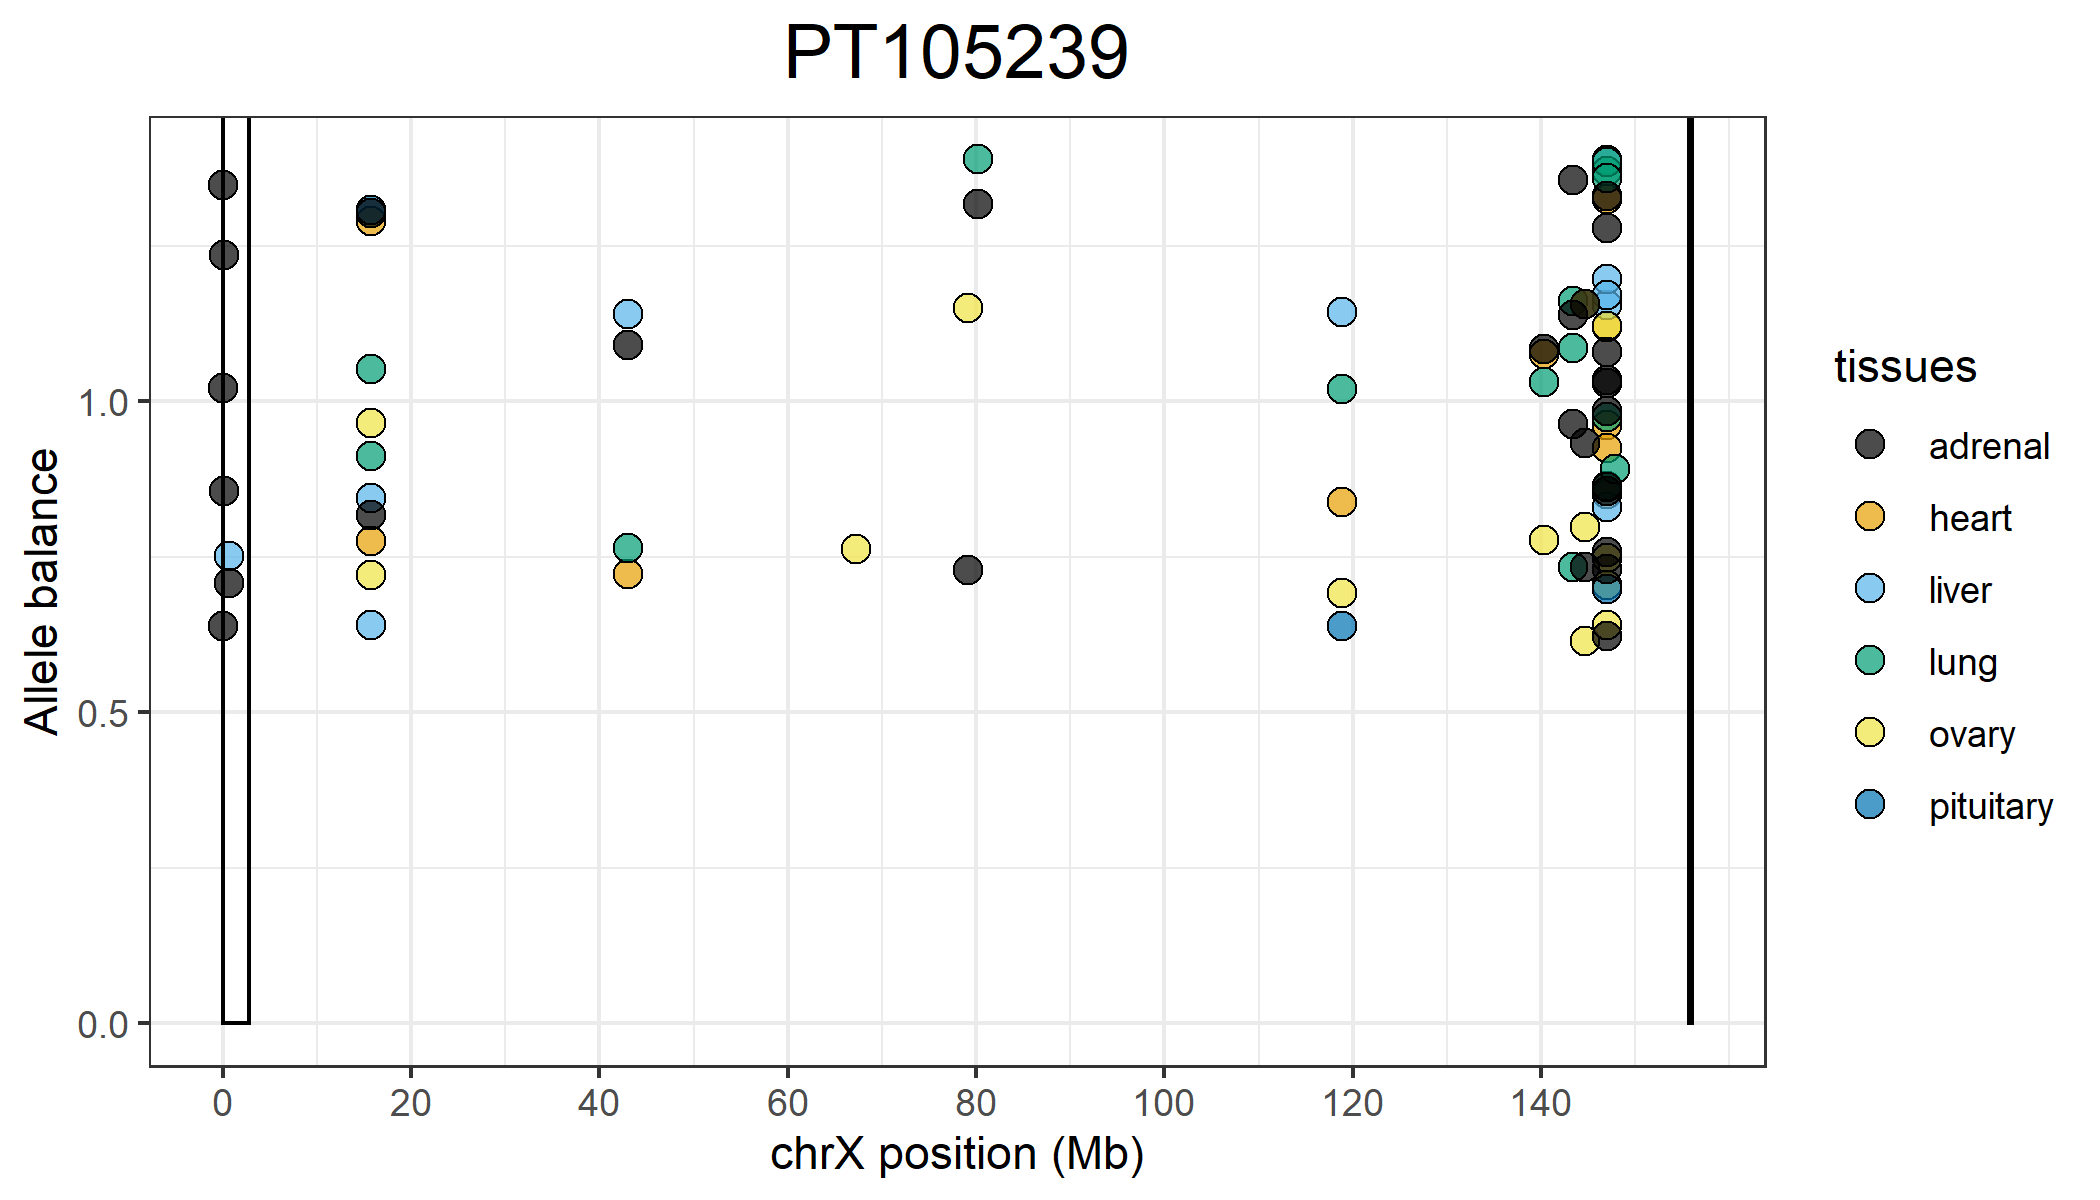 PT105239
1.0
0.5
0.0
Allele balance
0 20 40 60 80 100 120 140
chrX position (Mb)
tissues
adrenal
heart
liver
lung
ovary
pituitary